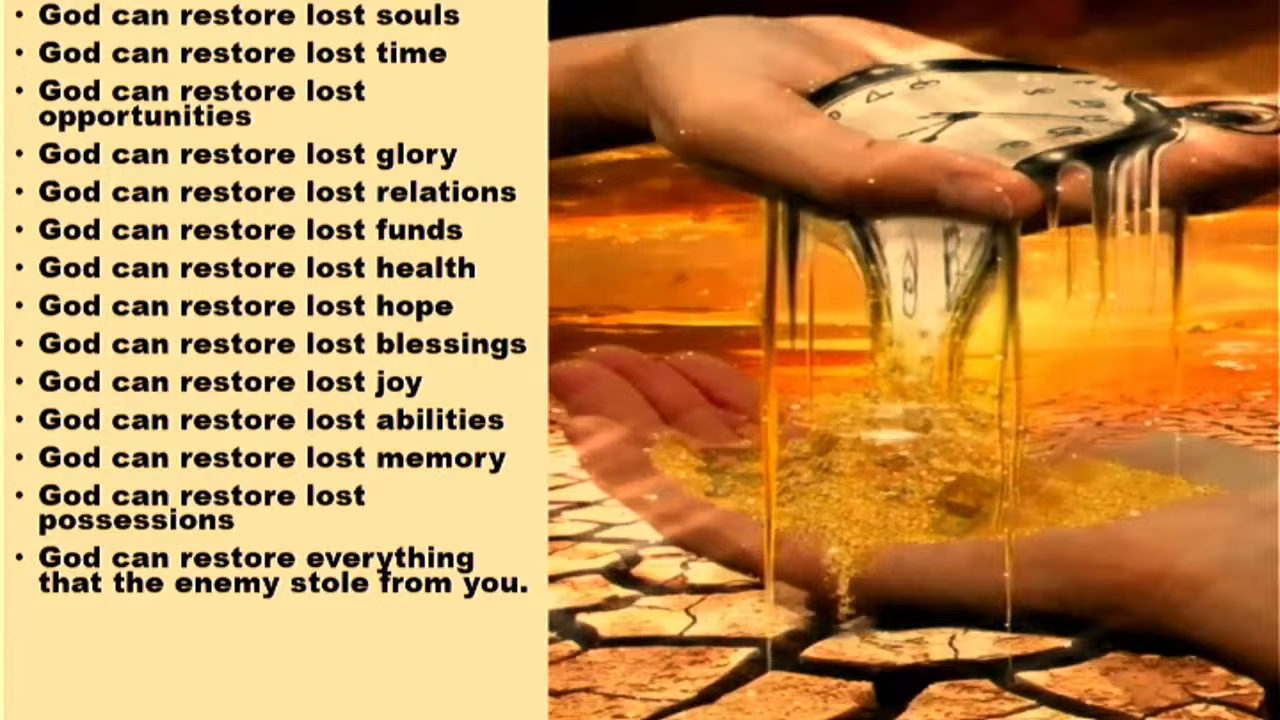 • God can restore lost souls
• God can restore lost time
• God can restore lost
opportunities
• God can restore lost glory
• God can restore lost relations
• God can restore lost funds
• God can restore lost health
• God can restore lost hope
• God can restore lost blessings
• God can restore lost joy
• God can restore lost abilities
• God can restore lost memory
• God can restore lost
possessions
• God can restore everything
that the enemy stole from you.